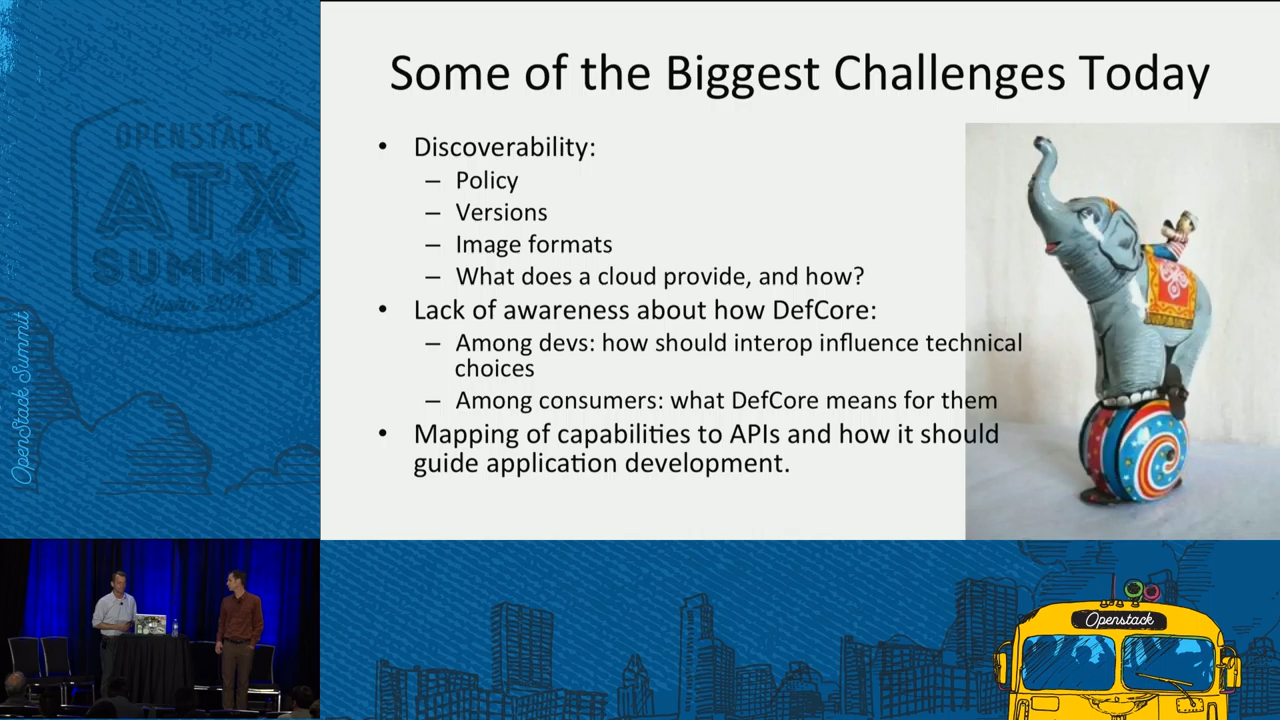 Some of the Biggest Challenges Today
• Discoverability:
– Policy
– Versions
– Image formats
– What does a cloud provide, and how?
• Lack of awareness about how DefCore:
– Among devs: how should interop influence technical
choices
– Among consumers: what DefCore means for them
• Mapping of capabilities to APIs and how it should
guide application development.
OPENSTACK
ATX
SUMMIT
OpenStack Summit
Openstack